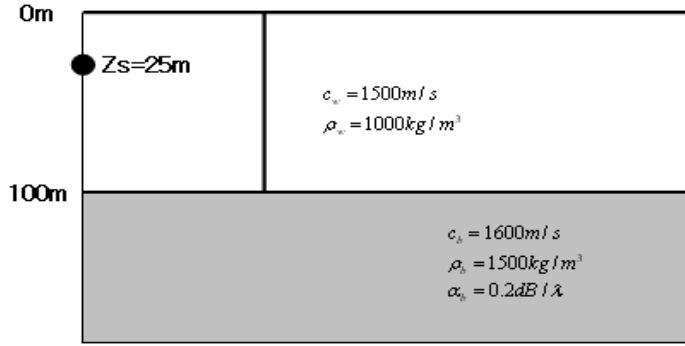 0m
Zs=25m
c_w = 1500m/s
ρ_w = 1000kg/m³
100m
c_b = 1600m/s
ρ_b = 1500kg/m³
α_b = 0.2dB/λ